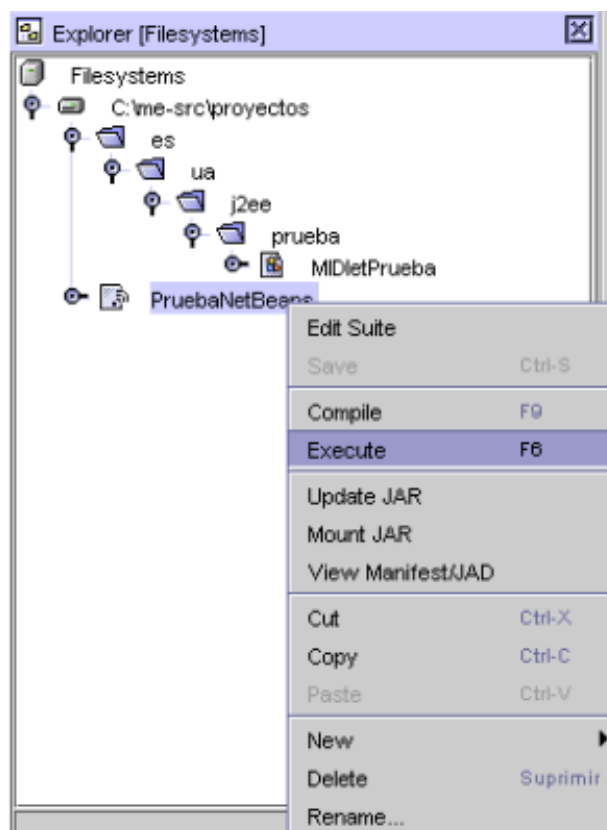 Explorer [Filesystems]
Filesystems
C:\me-src\proyectos
es
ua
j2ee
prueba
MIDletPrueba
PruebaNetBeans
Edit Suite
Save Ctrl-S
Compile F9
Execute F6
Update JAR
Mount JAR
View Manifest/JAD
Cut Ctrl-X
Copy Ctrl-C
Paste Ctrl-V
New
Delete Suprimir
Rename...